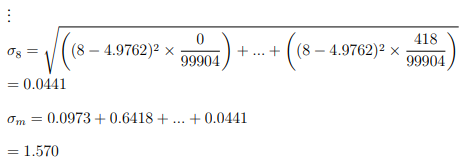 ⋮
σ₈ = √(((8 − 4.9762)² × 0/99904) + ... + ((8 − 4.9762)² × 418/99904))
= 0.0441
σₘ = 0.0973 + 0.6418 + ... + 0.0441
= 1.570